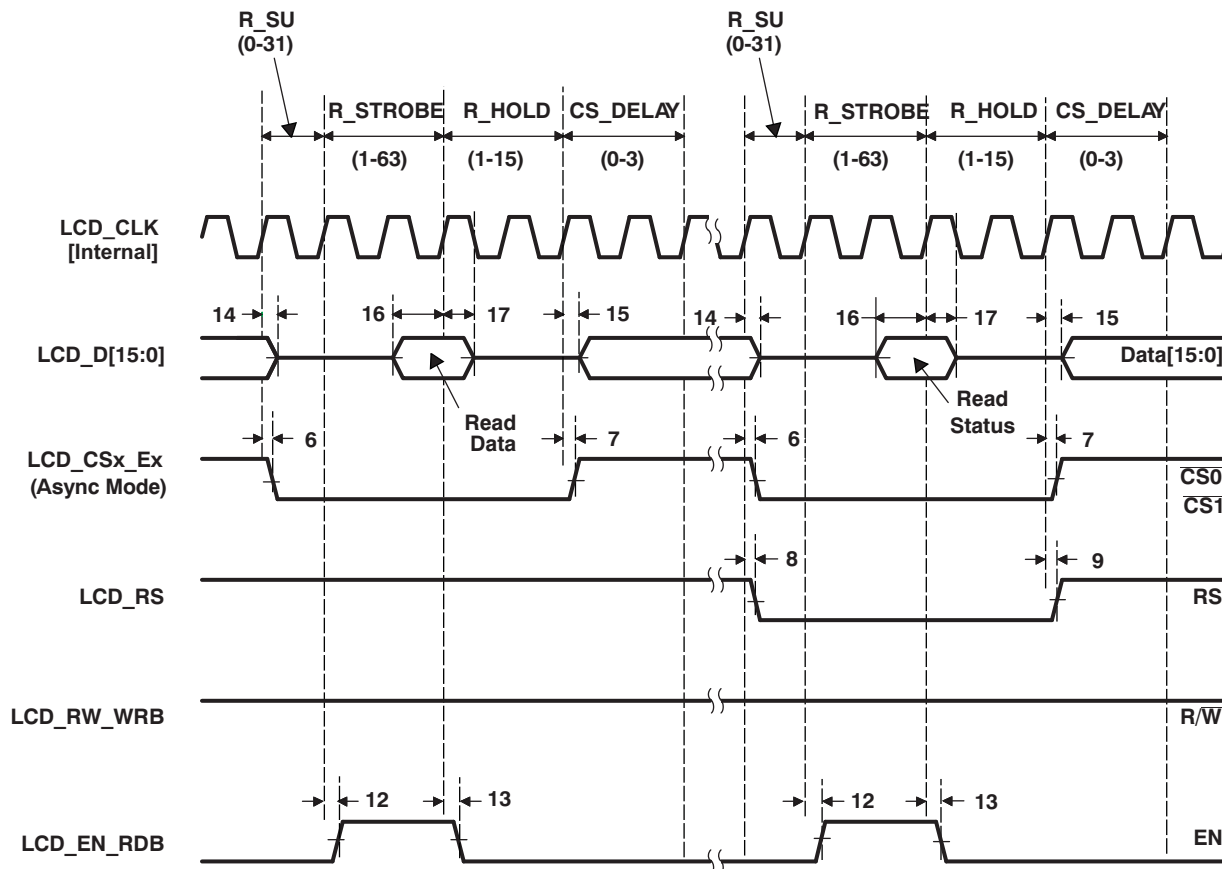 R_SU
(0-31)
R_SU
(0-31)
R_STROBE R_HOLD CS_DELAY
R_STROBE R_HOLD CS_DELAY
(1-63) (1-15) (0-3)
(1-63) (1-15) (0-3)
LCD_CLK
[Internal]
14 16 17 15 14 16 17 15
LCD_D[15:0]
Data[15:0]
Read
Data
Read
Status
6 7 6 7
LCD_CSx_Ex
(Async Mode)
CS0
CS1
8 9
LCD_RS
RS
LCD_RW_WRB
R/W
12 13 12 13
LCD_EN_RDB
EN